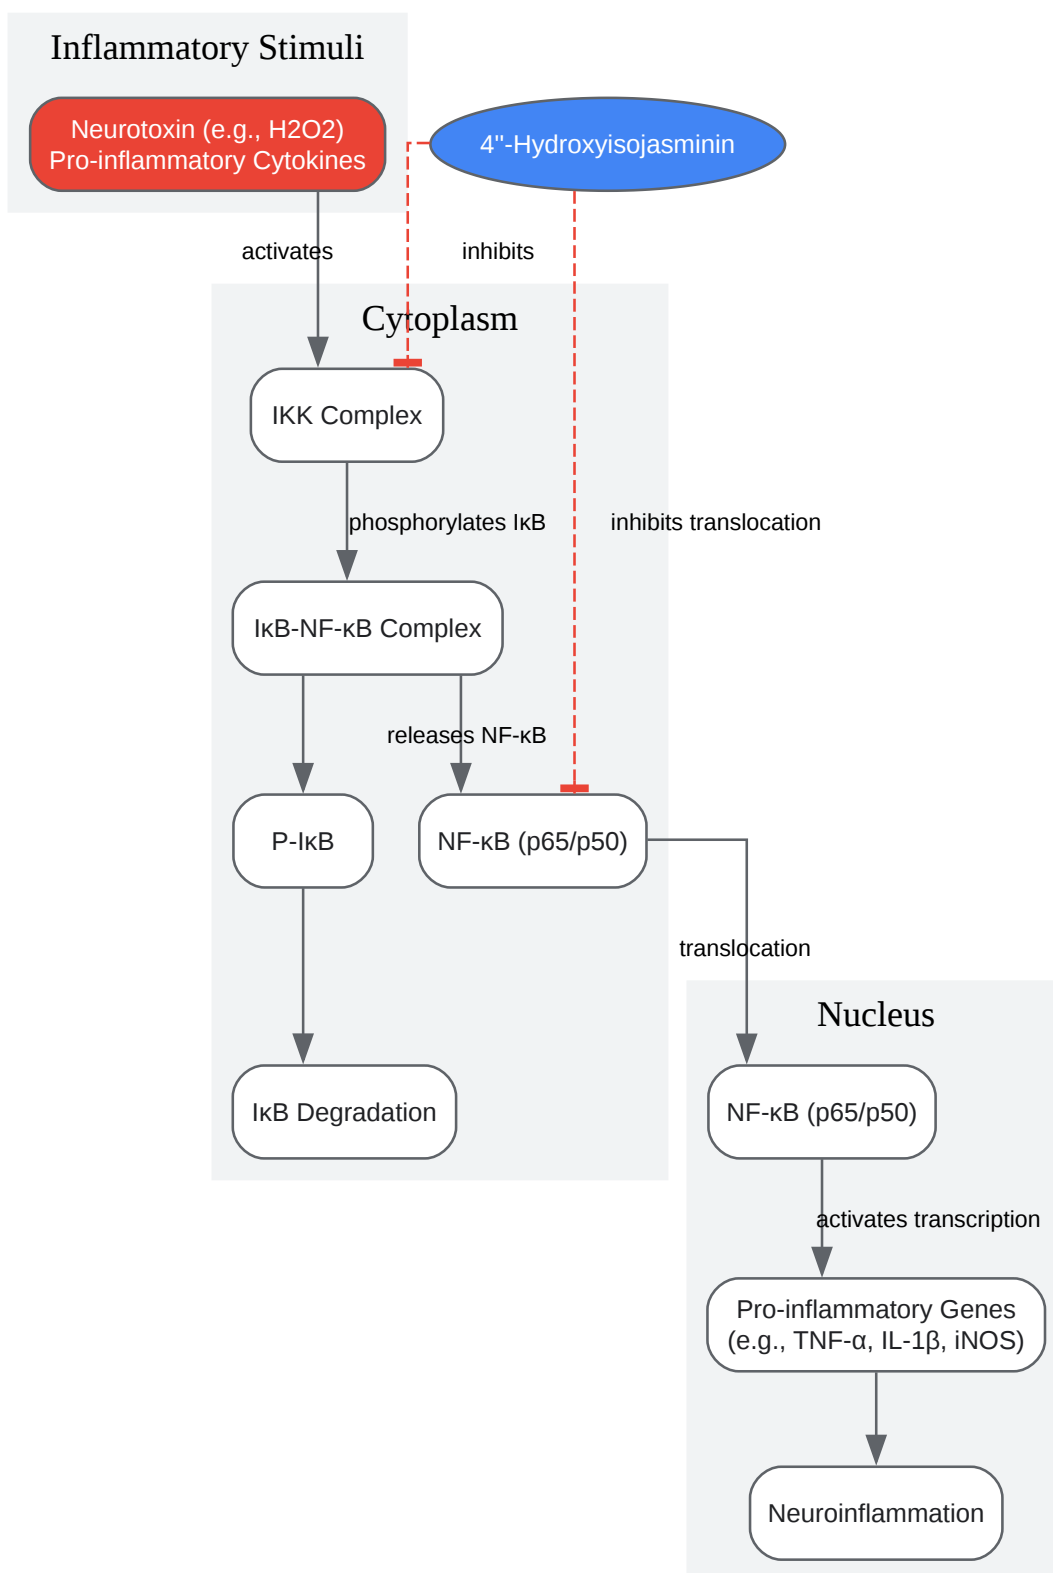 Inflammatory Stimuli
Neurotoxin (e.g., H2O2)
Pro-inflammatory Cytokines
4"-Hydroxyisojasminin
activates
inhibits
Cytoplasm
IKK Complex
phosphorylates IκB
inhibits translocation
IκB-NF-κB Complex
releases NF-κB
P-IκB
NF-κB (p65/p50)
translocation
Nucleus
IκB Degradation
NF-κB (p65/p50)
activates transcription
Pro-inflammatory Genes
(e.g., TNF-α, IL-1β, iNOS)
Neuroinflammation